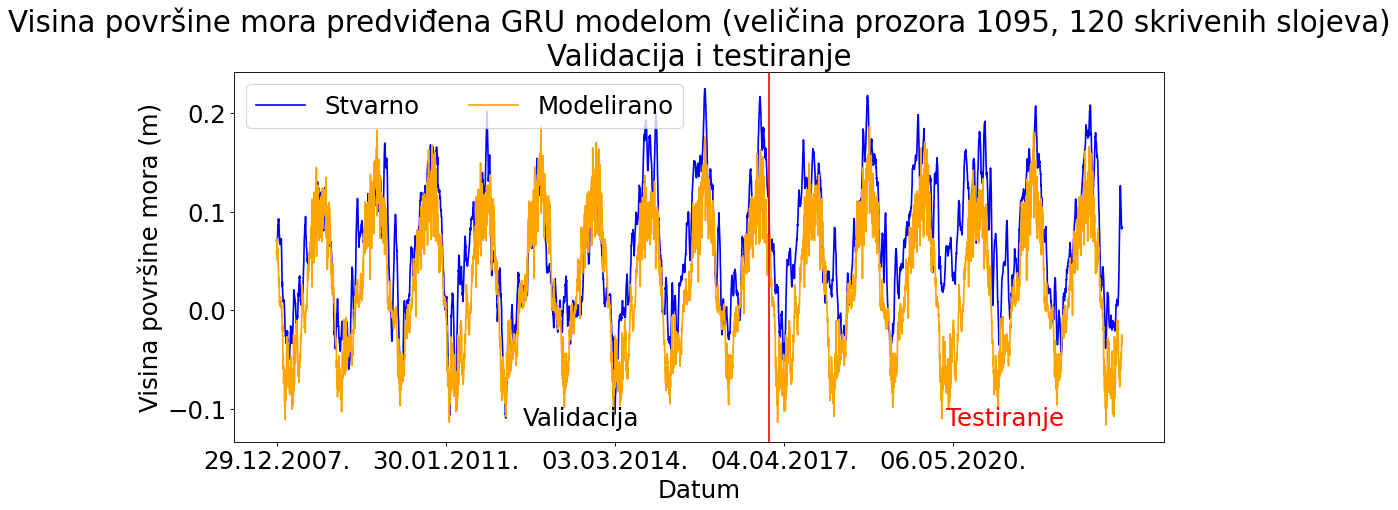 Visina površine mora predviđena GRU modelom (veličina prozora 1095, 120 skrivenih slojeva)
Validacija i testiranje
Stvarno Modelirano
Visina površine mora (m)
0.2
0.1
0.0
−0.1
Validacija Testiranje
29.12.2007. 30.01.2011. 03.03.2014. 04.04.2017. 06.05.2020.
Datum